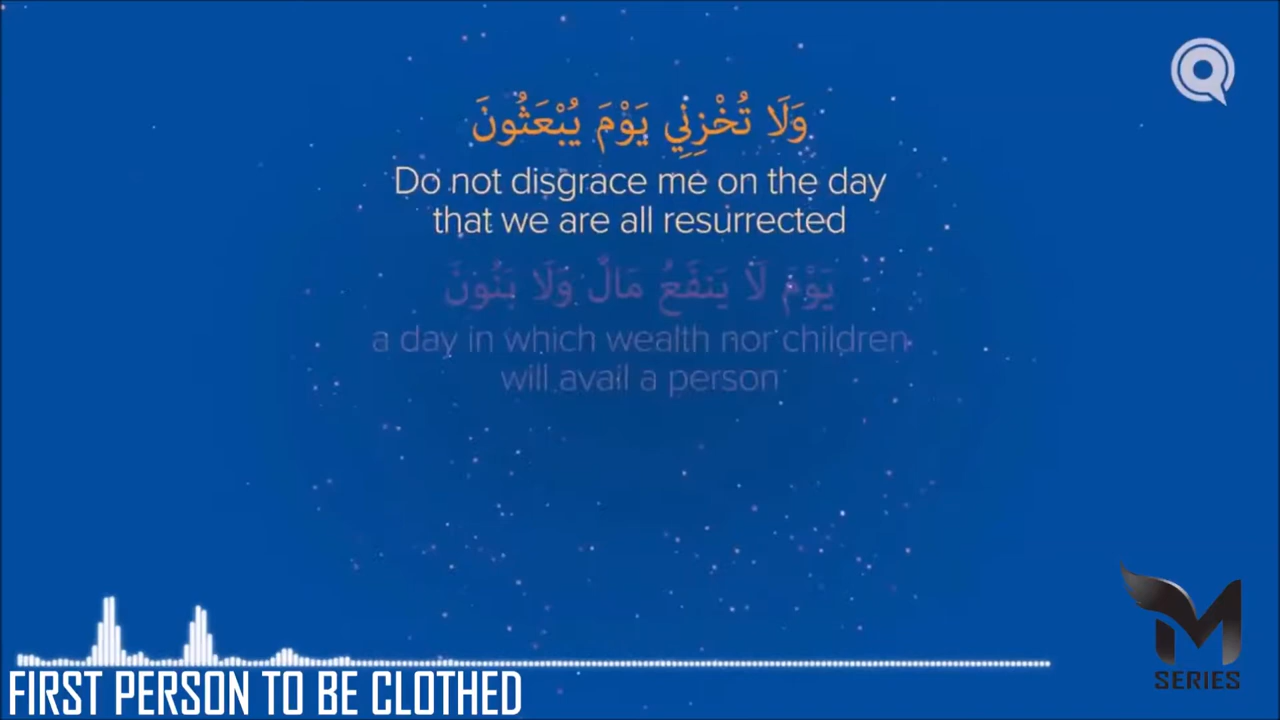 وَلَا تُخْزِنِي يَوْمَ يُبْعَثُونَ
Do not disgrace me on the day
that we are all resurrected
يَوْمَ لَا يَنفَعُ مَالٌ وَلَا بَنُونَ
a day in which wealth nor children
will avail a person
M
SERIES
FIRST PERSON TO BE CLOTHED